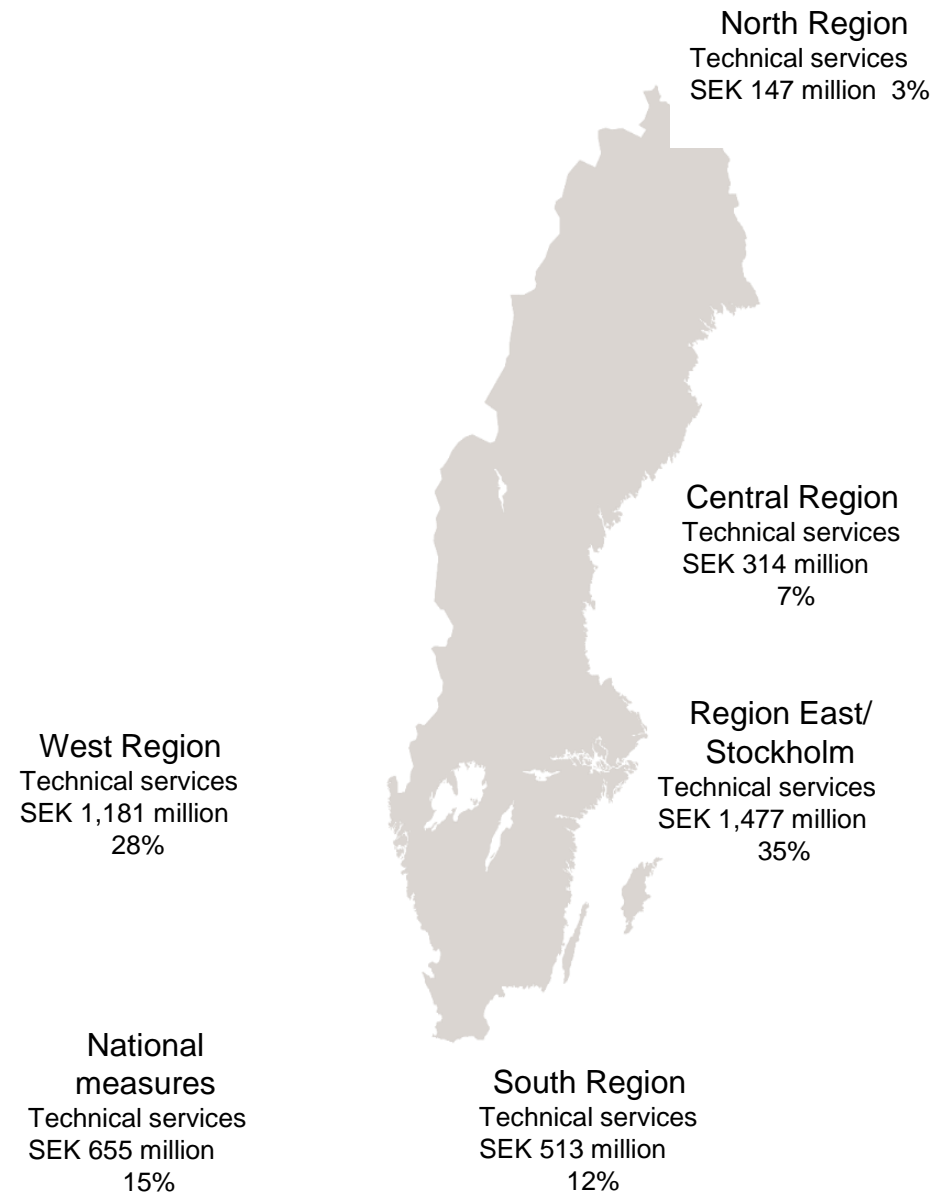 North Region
Technical services
SEK 147 million 3%
Central Region
Technical services
SEK 314 million
7%
Region East/
Stockholm
Technical services
SEK 1,477 million
35%
West Region
Technical services
SEK 1,181 million
28%
National
measures
Technical services
SEK 655 million
15%
South Region
Technical services
SEK 513 million
12%